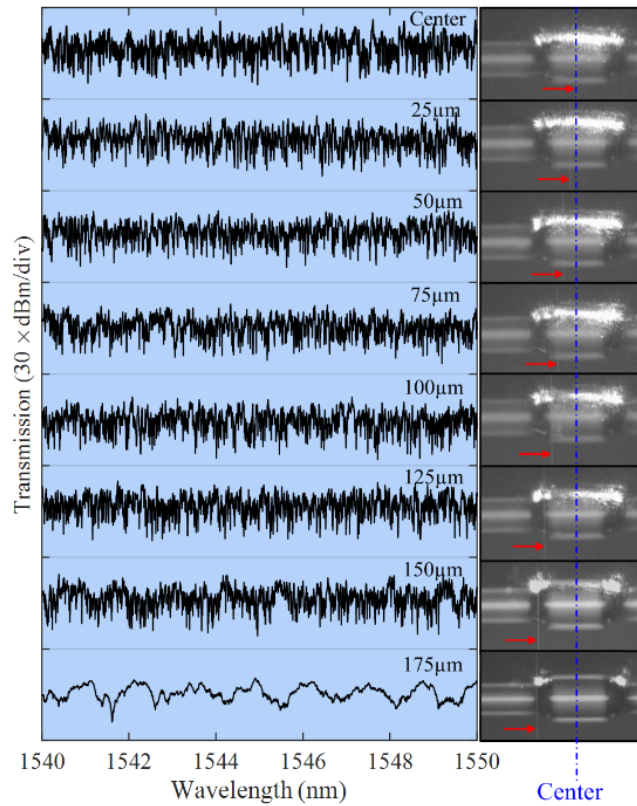 Center
25µm
50µm
75µm
100µm
125µm
150µm
175µm
Transmission (30 × dBm/div)
1540 1542 1544 1546 1548 1550
Wavelength (nm)
Center